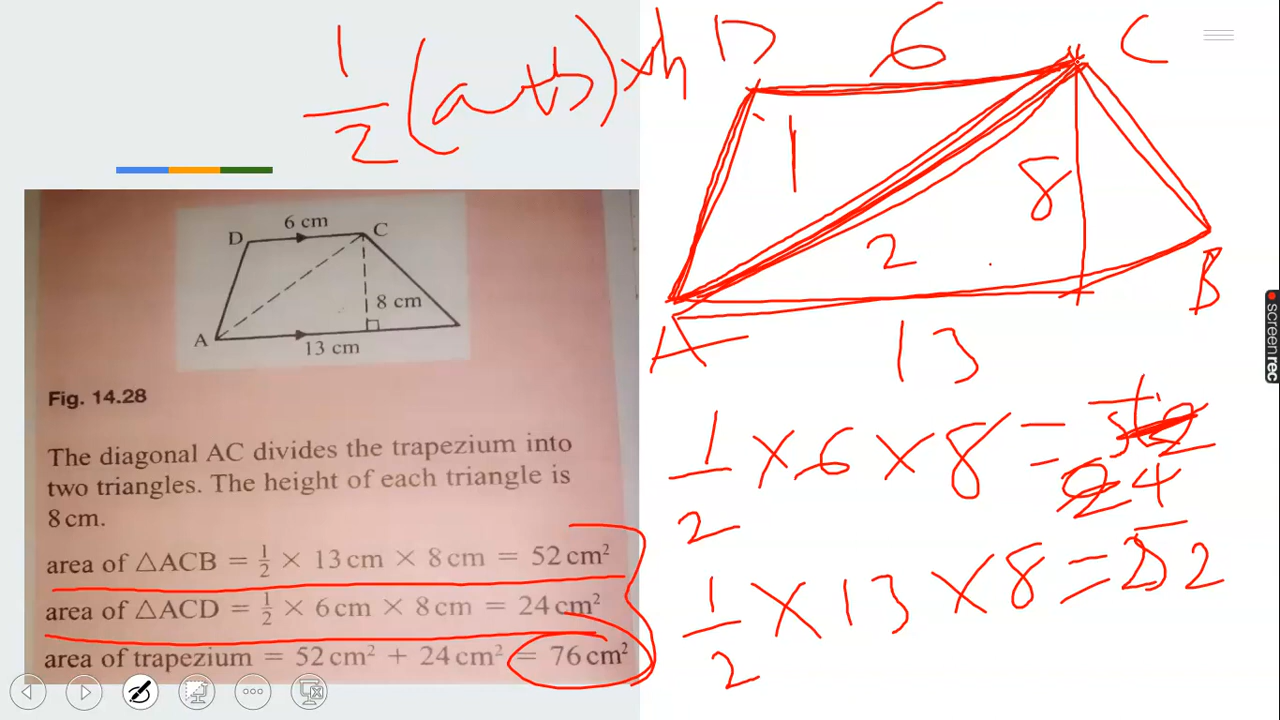 1/2 (a+b)×h
D 6 C
1 8
2
A 13 B
D 6 cm C
8 cm
A 13 cm
Fig. 14.28
The diagonal AC divides the trapezium into
two triangles. The height of each triangle is
8 cm.
area of △ACB = 1/2 × 13 cm × 8 cm = 52 cm²
area of △ACD = 1/2 × 6 cm × 8 cm = 24 cm²
area of trapezium = 52 cm² + 24 cm² = 76 cm²
1/2 × 6 × 8 =
24
1/2 × 13 × 8 = 52
screenrec